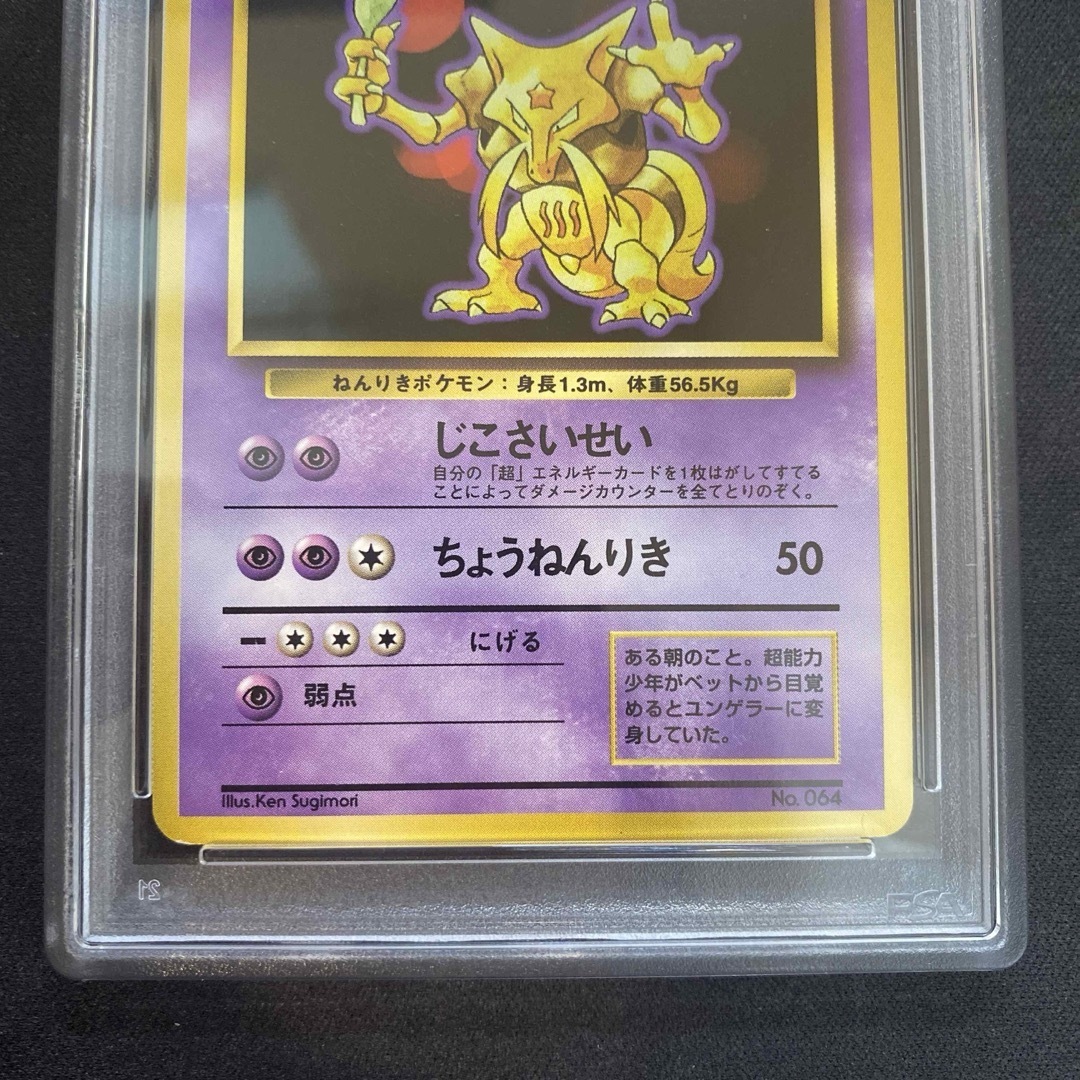 ねんりきポケモン：身長1.3m、体重56.5Kg
じこさいせい
自分の「超」エネルギーカードを1枚はがしてすてる
ことによってダメージカウンターを全てとりのぞく。
ちょうねんりき 50
にげる
弱点
ある朝のこと。超能力
少年がベットから目覚
めるとユンゲラーに変
身していた。
Illus.Ken Sugimori No. 064
21 PSA